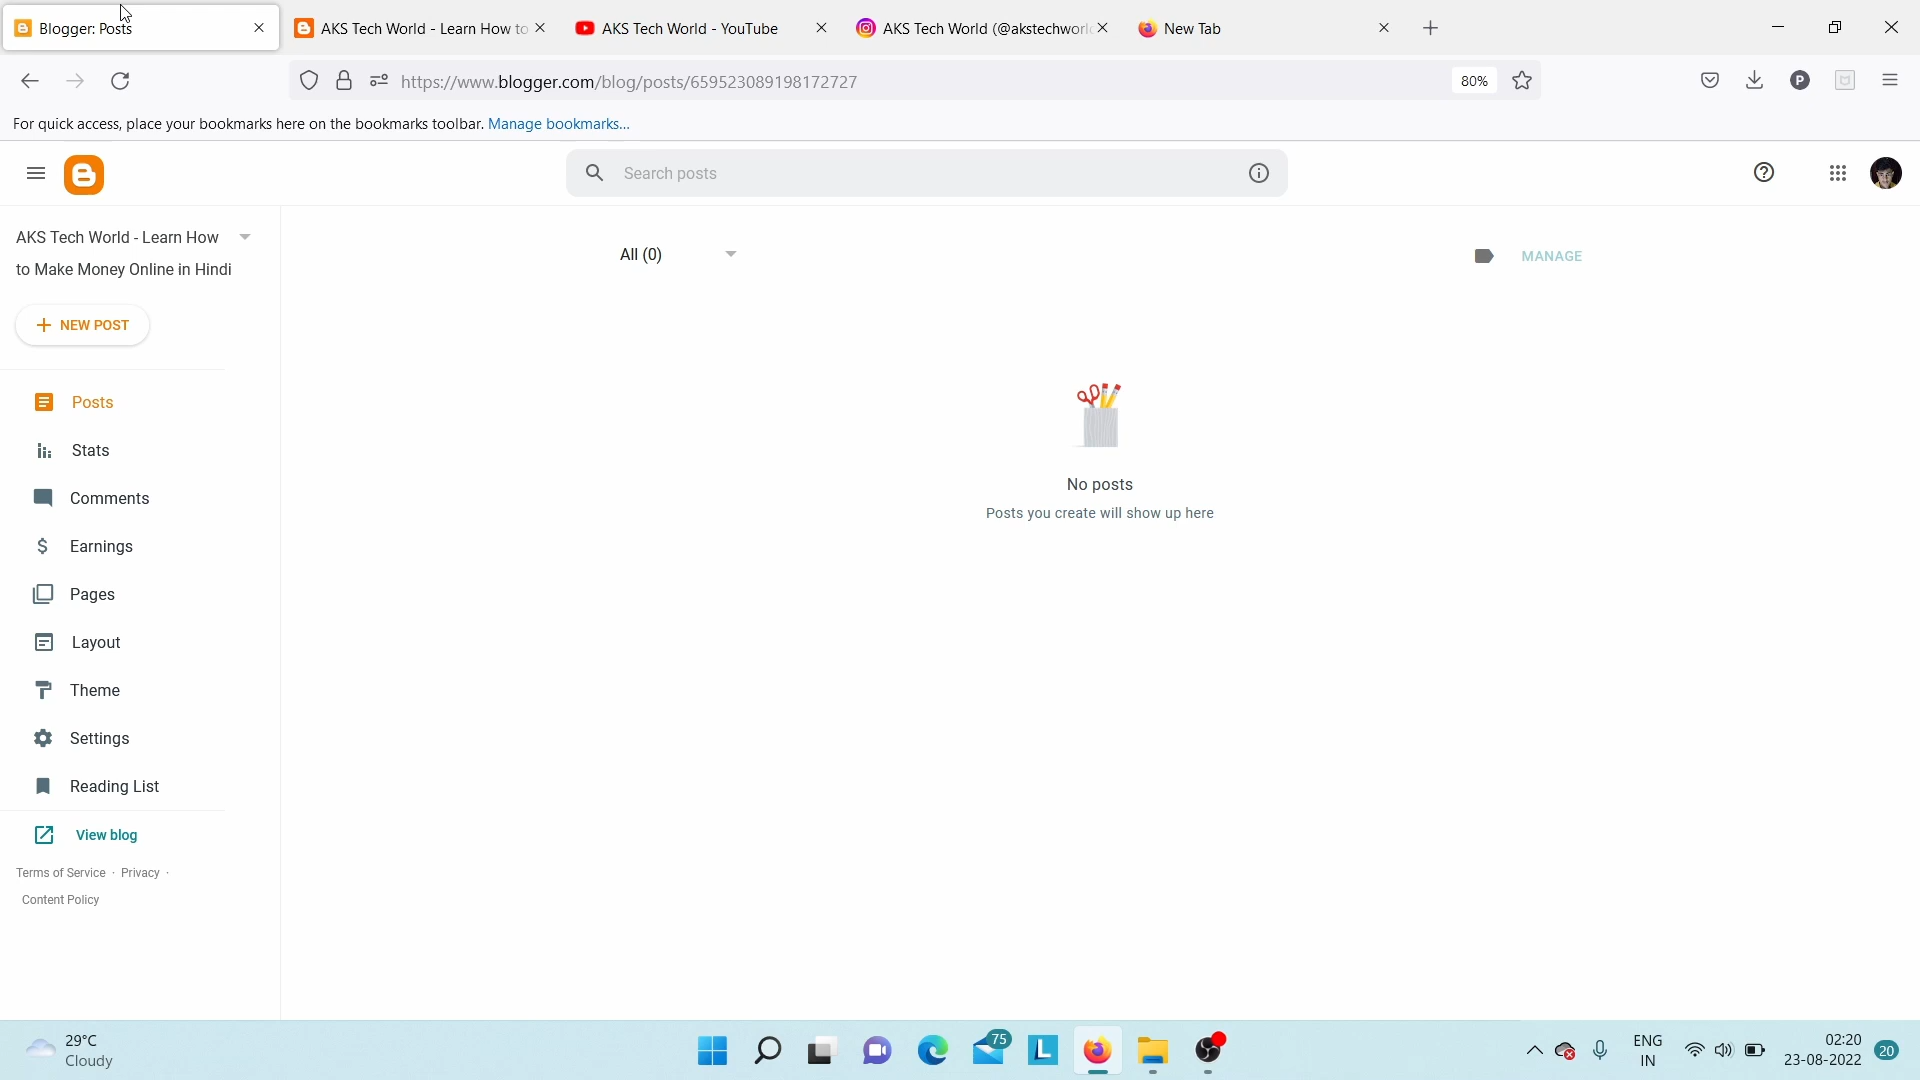 Blogger: Posts
AKS Tech World - Learn How to
AKS Tech World - YouTube
AKS Tech World (@akstechworl
New Tab
https://www.blogger.com/blog/posts/659523089198172727
80%
P
For quick access, place your bookmarks here on the bookmarks toolbar. Manage bookmarks...
Search posts
AKS Tech World - Learn How
to Make Money Online in Hindi
All (0)
MANAGE
NEW POST
No posts
Posts you create will show up here
Posts
Stats
Comments
Earnings
Pages
Layout
Theme
Settings
Reading List
View blog
Terms of Service · Privacy ·
Content Policy
29°C
Cloudy
75
L
ENG
IN
02:20
23-08-2022
20